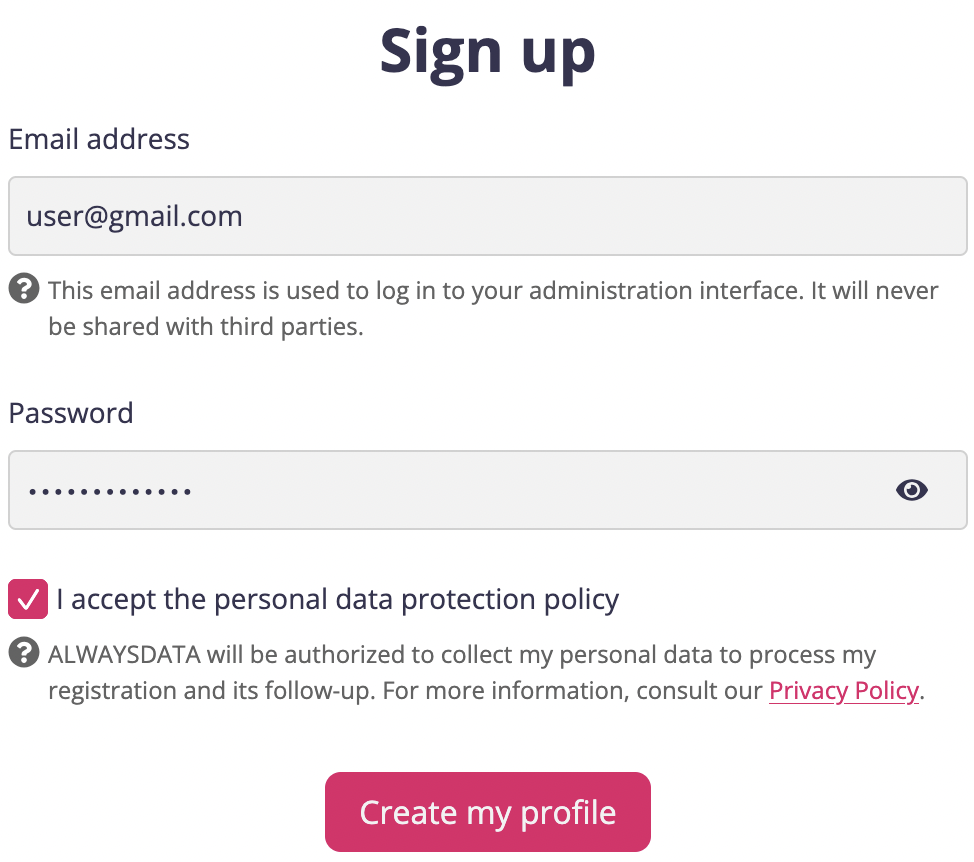 Sign up
Email address
user@gmail.com
This email address is used to log in to your administration interface. It will never
be shared with third parties.
Password
•••••••••••••
I accept the personal data protection policy
ALWAYSDATA will be authorized to collect my personal data to process my
registration and its follow-up. For more information, consult our Privacy Policy.
Create my profile